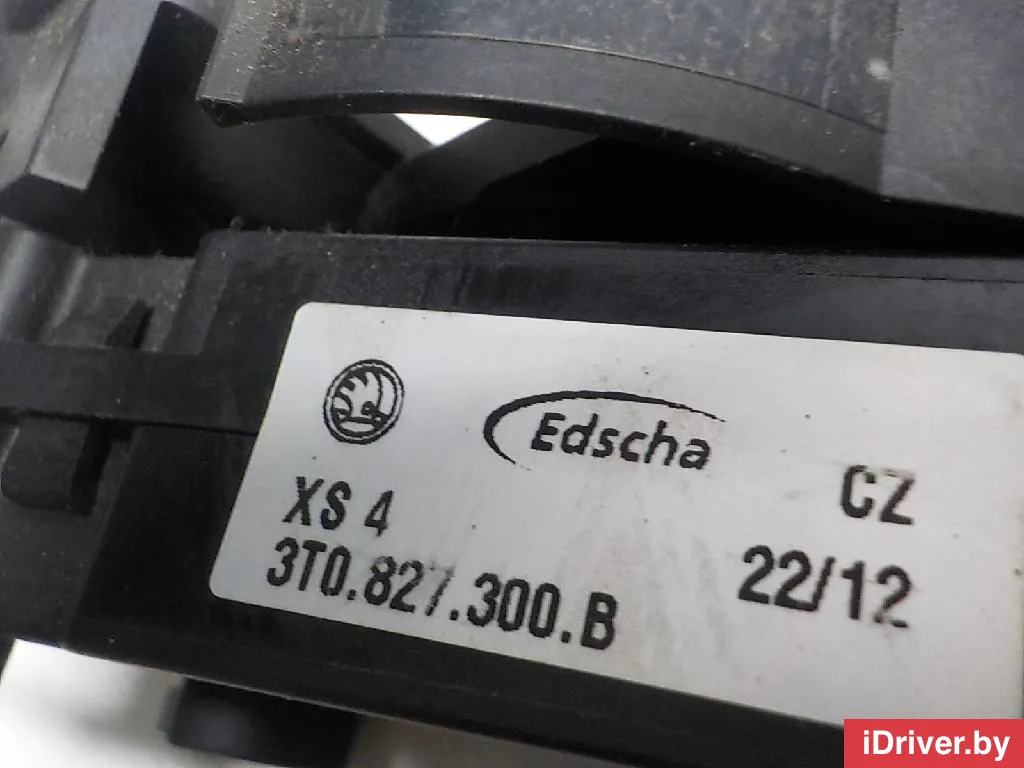 Edscha
CZ
XS 4
22/12
3T0.827.300.B
iDriver.by